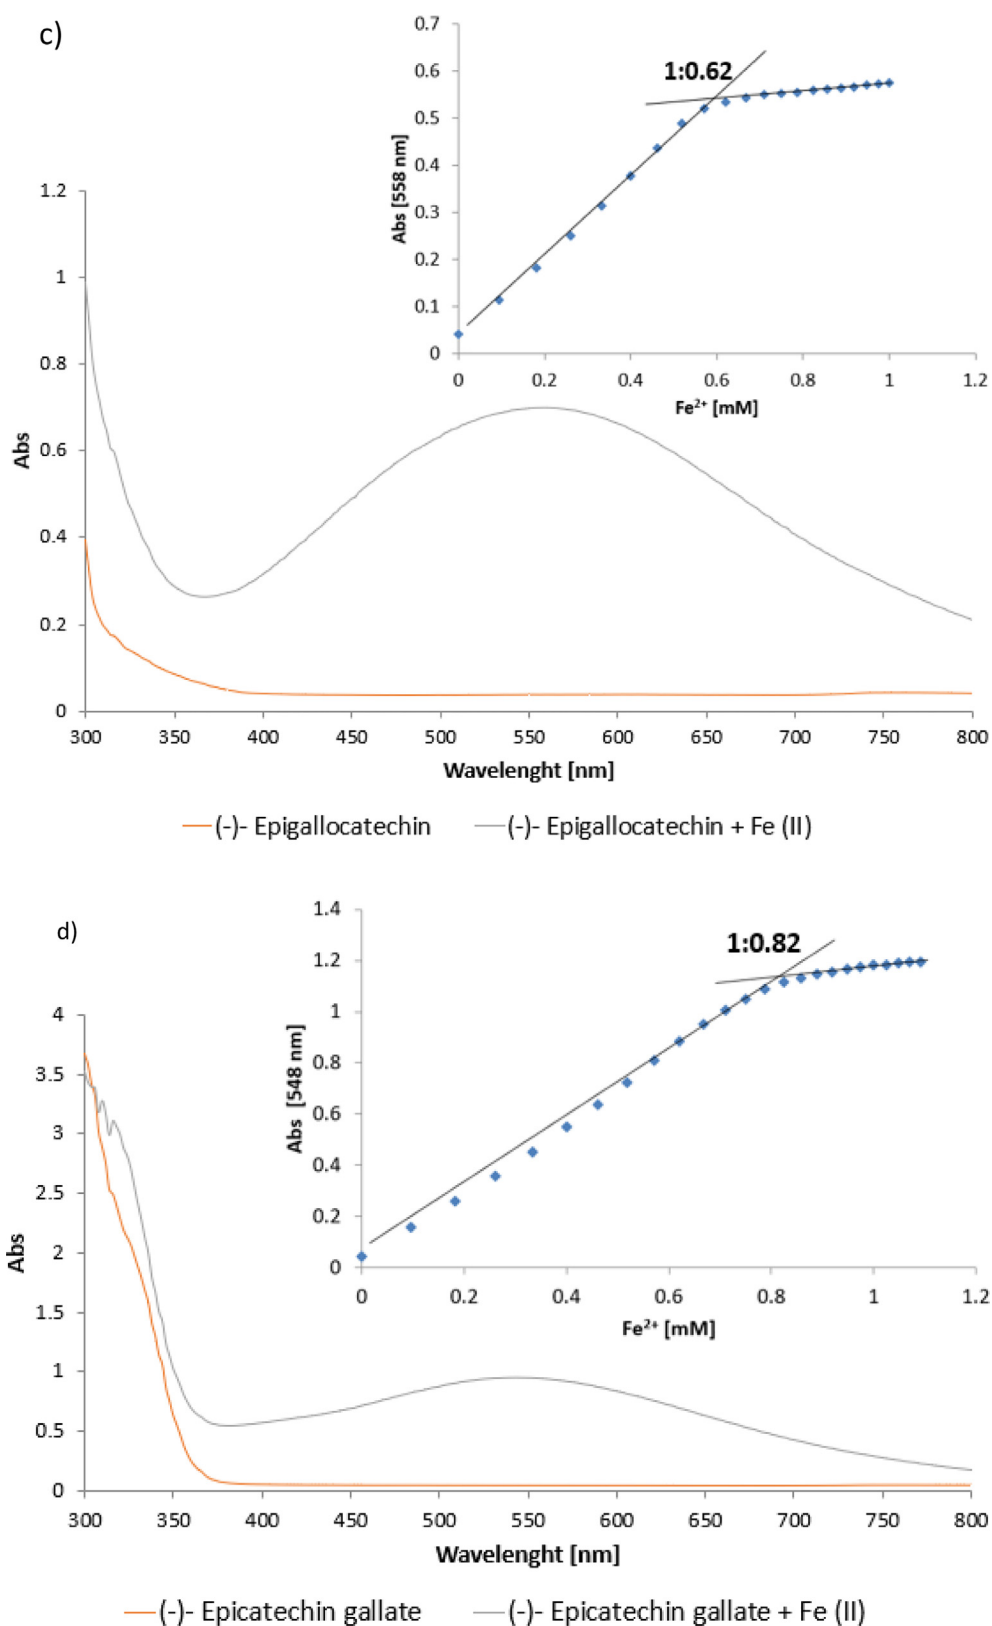 c)
0.7
0.6
0.5
0.4
0.3
0.2
0.1
0
1:0.62
Abs [558 nm]
0 0.2 0.4 0.6 0.8 1 1.2
Fe²⁺ [mM]
1.2
1
0.8
0.6
0.4
0.2
0
Abs
300 350 400 450 500 550 600 650 700 750 800
Wavelenght [nm]
(-)- Epigallocatechin (-)- Epigallocatechin + Fe (II)
d)
1.4
1.2
1
0.8
0.6
0.4
0.2
0
1:0.82
Abs [548 nm]
0 0.2 0.4 0.6 0.8 1 1.2
Fe²⁺ [mM]
4
3.5
3
2.5
2
1.5
1
0.5
0
Abs
300 350 400 450 500 550 600 650 700 750 800
Wavelenght [nm]
(-)- Epicatechin gallate (-)- Epicatechin gallate + Fe (II)